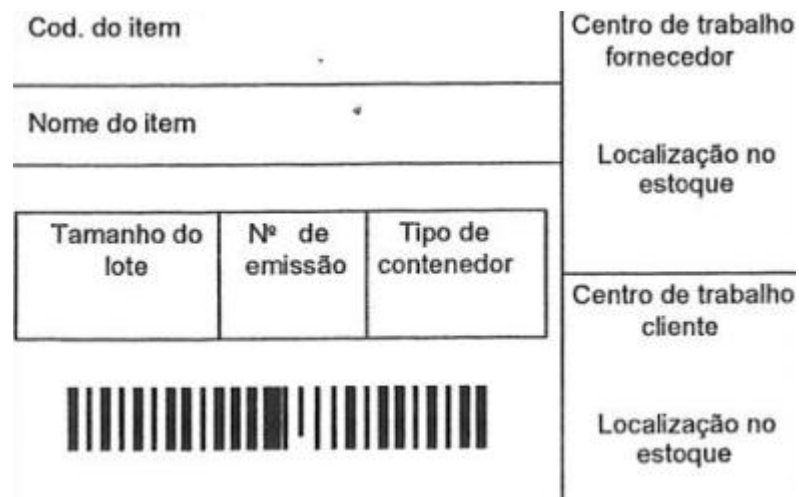 Cod. do item
Nome do item
Tamanho do
lote
Nº de
emissão
Tipo de
contenedor
Centro de trabalho
fornecedor
Localização no
estoque
Centro de trabalho
cliente
Localização no
estoque